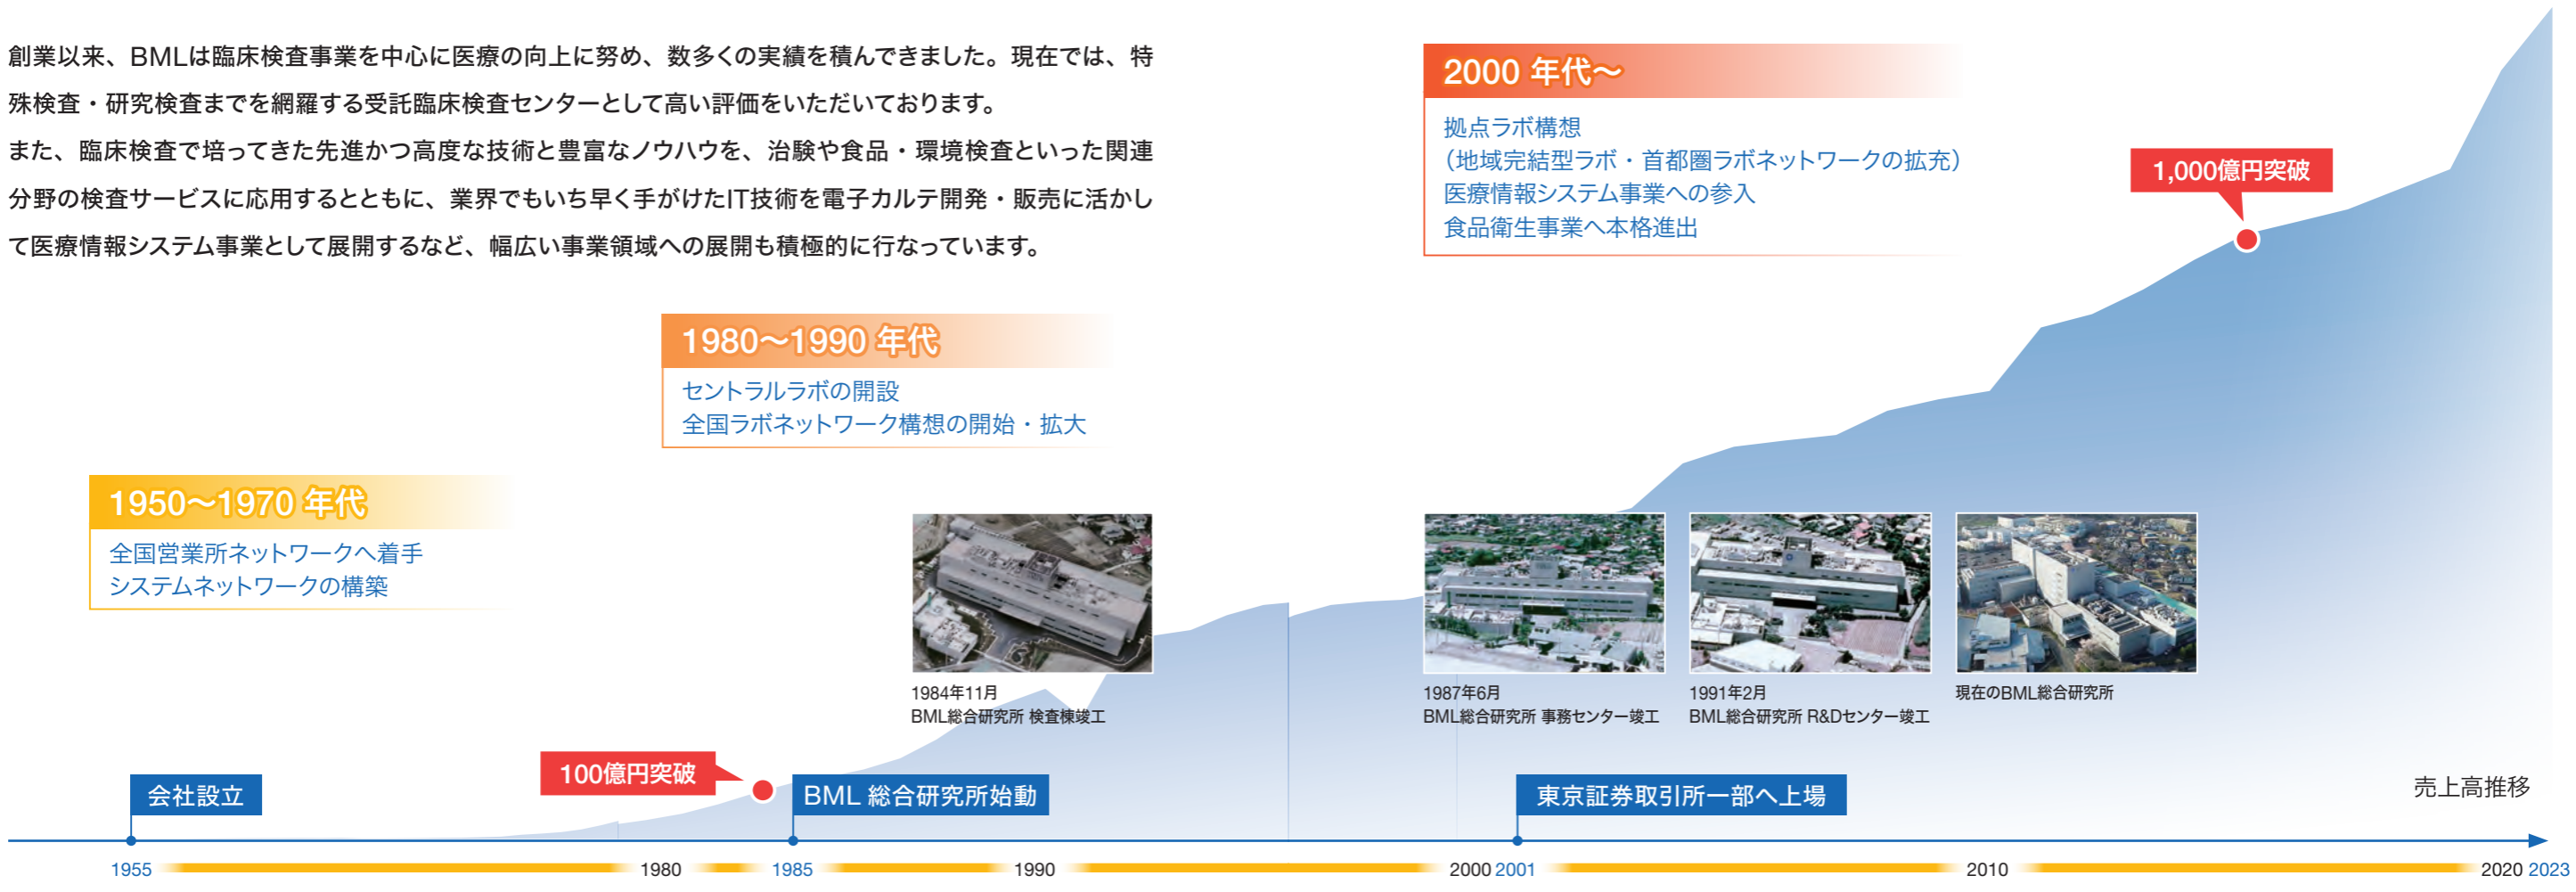 創業以来、BMLは臨床検査事業を中心に医療の向上に努め、数多くの実績を積んできました。現在では、特
殊検査・研究検査までを網羅する受託臨床検査センターとして高い評価をいただいております。
また、臨床検査で培ってきた先進かつ高度な技術と豊富なノウハウを、治験や食品・環境検査といった関連
分野の検査サービスに応用するとともに、業界でもいち早く手がけたIT技術を電子カルテ開発・販売に活かし
て医療情報システム事業として展開するなど、幅広い事業領域への展開も積極的に行なっています。
2000 年代～
拠点ラボ構想
（地域完結型ラボ・首都圏ラボネットワークの拡充）
医療情報システム事業への参入
食品衛生事業へ本格進出
1,000億円突破
1980～1990 年代
セントラルラボの開設
全国ラボネットワーク構想の開始・拡大
1950～1970 年代
全国営業所ネットワークへ着手
システムネットワークの構築
1984年11月
BML総合研究所 検査棟竣工
1987年6月
BML総合研究所 事務センター竣工
1991年2月
BML総合研究所 R&Dセンター竣工
現在のBML総合研究所
100億円突破
会社設立
BML 総合研究所始動
東京証券取引所一部へ上場
売上高推移
1955 1980 1985 1990 2000 2001 2010 2020 2023